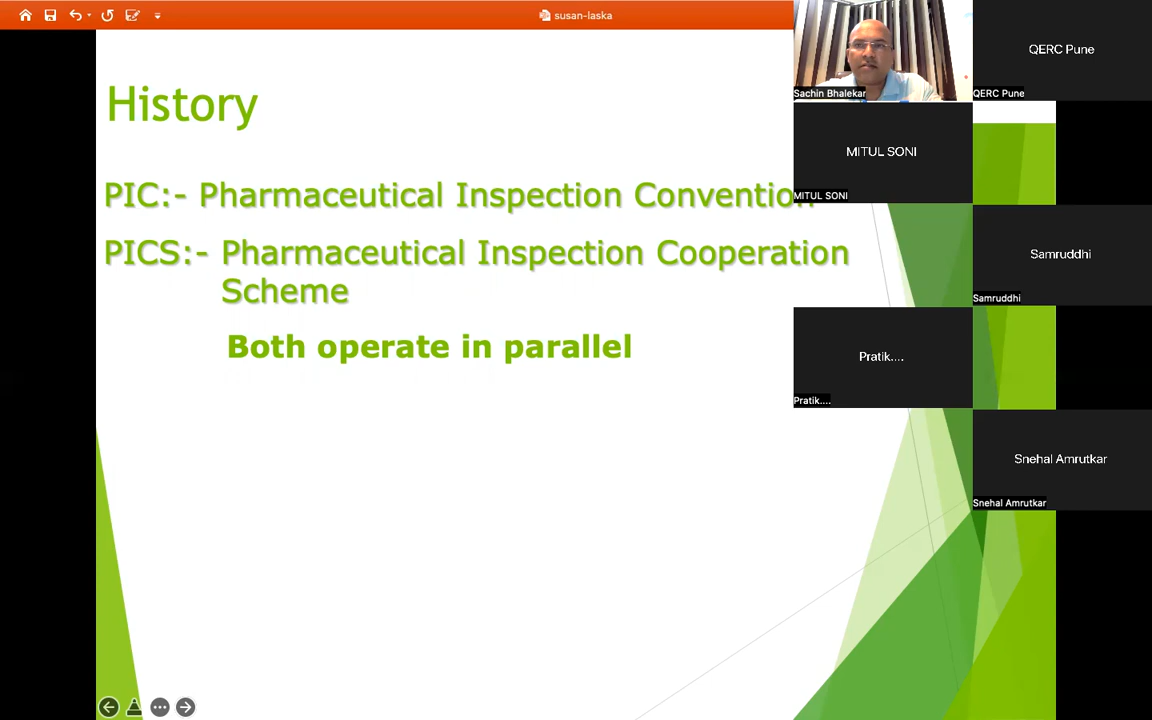 susan-laska
History
PIC:- Pharmaceutical Inspection Convention
PICS:- Pharmaceutical Inspection Cooperation
Scheme
Both operate in parallel
Sachin Bhalekar
QERC Pune
QERC Pune
MITUL SONI
MITUL SONI
Samruddhi
Samruddhi
Pratik....
Pratik....
Snehal Amrutkar
Snehal Amrutkar